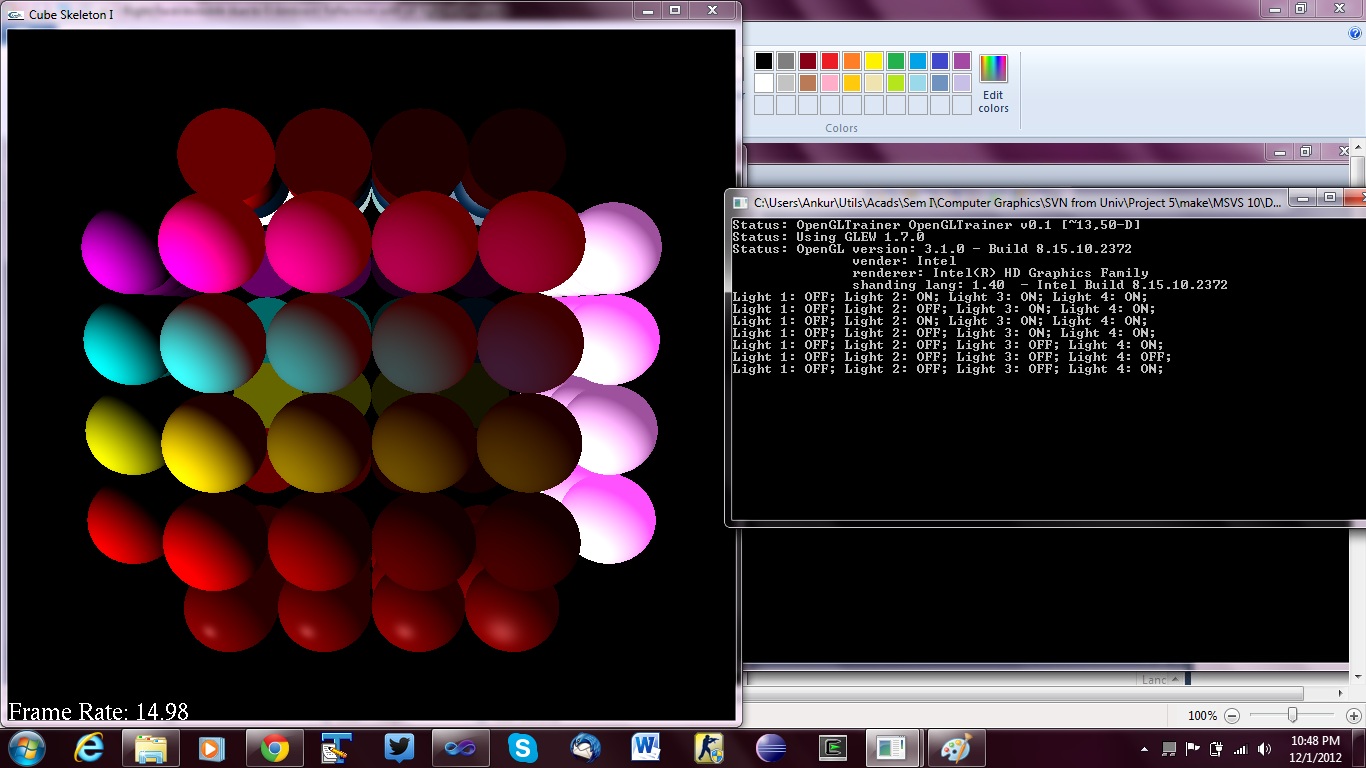 Cube Skeleton I
Frame Rate: 14.98
Edit
colors
Colors
C:\Users\Ankur\Utils\Acads\Sem I\Computer Graphics\SVN from Univ\Project 5\make\MSVS 10\D...
Status: OpenGLTrainer OpenGLTrainer v0.1 [~13,50-D]
Status: Using GLEW 1.7.0
Status: OpenGL version: 3.1.0 - Build 8.15.10.2372
vender: Intel
renderer: Intel(R) HD Graphics Family
shanding lang: 1.40 - Intel Build 8.15.10.2372
Light 1: OFF; Light 2: ON; Light 3: ON; Light 4: ON;
Light 1: OFF; Light 2: OFF; Light 3: ON; Light 4: ON;
Light 1: OFF; Light 2: ON; Light 3: ON; Light 4: ON;
Light 1: OFF; Light 2: OFF; Light 3: ON; Light 4: ON;
Light 1: OFF; Light 2: OFF; Light 3: OFF; Light 4: ON;
Light 1: OFF; Light 2: OFF; Light 3: OFF; Light 4: OFF;
Light 1: OFF; Light 2: OFF; Light 3: OFF; Light 4: ON;
Lanc
100%
10:48 PM
12/1/2012